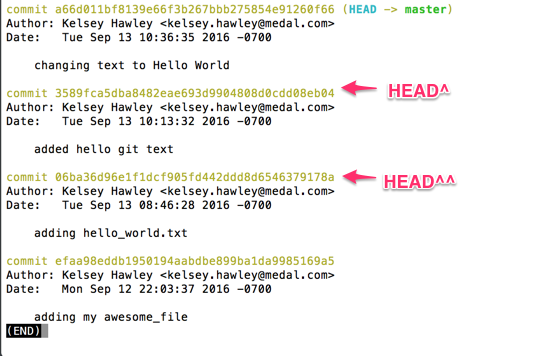 commit a66d011bf8139e66f3b267bbb275854e91260f66 (HEAD -> master)
Author: Kelsey Hawley <kelsey.hawley@medal.com>
Date:   Tue Sep 13 10:36:35 2016 -0700
changing text to Hello World
commit 3589fca5dba8482eae693d9904808d0cdd08eb04
HEAD^
Author: Kelsey Hawley <kelsey.hawley@medal.com>
Date:   Tue Sep 13 10:13:32 2016 -0700
added hello git text
commit 06ba36d96e1f1dcf905fd442ddd8d6546379178a
HEAD^^
Author: Kelsey Hawley <kelsey.hawley@medal.com>
Date:   Tue Sep 13 08:46:28 2016 -0700
adding hello_world.txt
commit efaa98eddb1950194aabdbe899ba1da9985169a5
Author: Kelsey Hawley <kelsey.hawley@medal.com>
Date:   Mon Sep 12 22:03:37 2016 -0700
adding my awesome_file
(END)